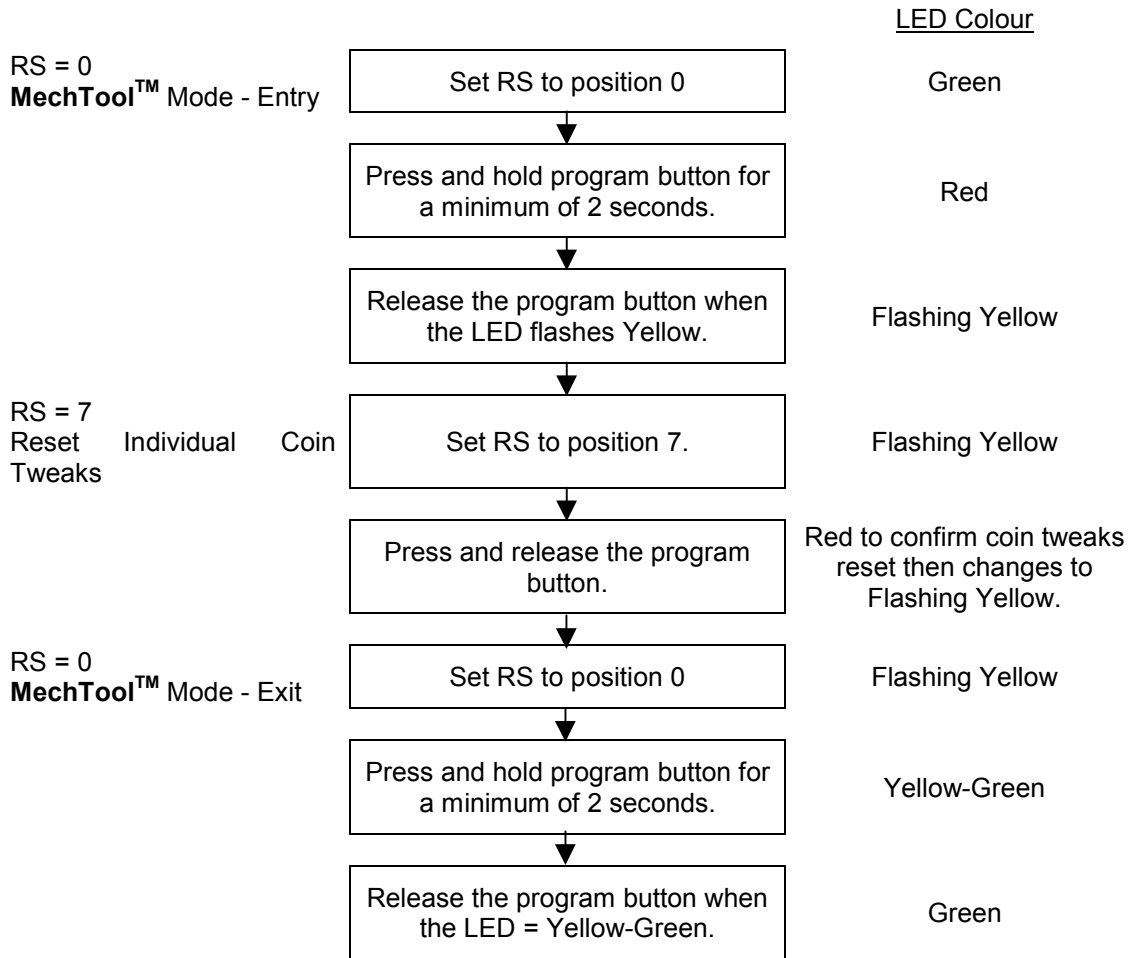 LED Colour
RS = 0
MechTool™ Mode - Entry
Set RS to position 0
Green
Press and hold program button for
a minimum of 2 seconds.
Red
Release the program button when
the LED flashes Yellow.
Flashing Yellow
RS = 7
Reset Individual Coin
Tweaks
Set RS to position 7.
Flashing Yellow
Press and release the program
button.
Red to confirm coin tweaks
reset then changes to
Flashing Yellow.
RS = 0
MechTool™ Mode - Exit
Set RS to position 0
Flashing Yellow
Press and hold program button for
a minimum of 2 seconds.
Yellow-Green
Release the program button when
the LED = Yellow-Green.
Green